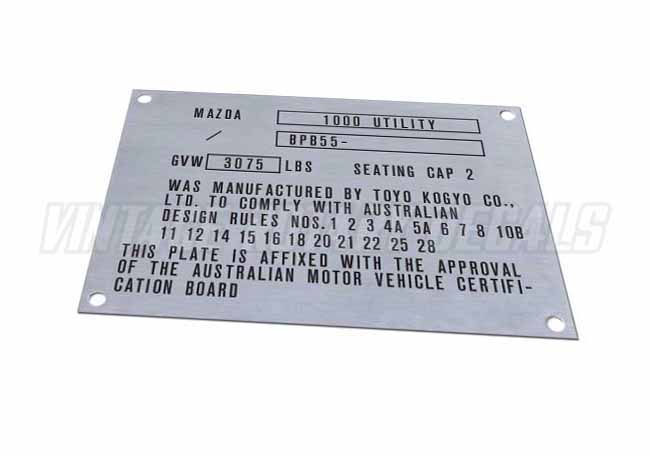 MAZDA 1000 UTILITY
/ BPB55-
GVW 3075 LBS SEATING CAP 2
WAS MANUFACTURED BY TOYO KOGYO CO.,
LTD. TO COMPLY WITH AUSTRALIAN
DESIGN RULES NOS.1 2 3 4A 5A 6 7 8 10B
11 12 14 15 16 18 20 21 22 25 28
THIS PLATE IS AFFIXED WITH THE APPROVAL
OF THE AUSTRALIAN MOTOR VEHICLE CERTIFI-
CATION BOARD